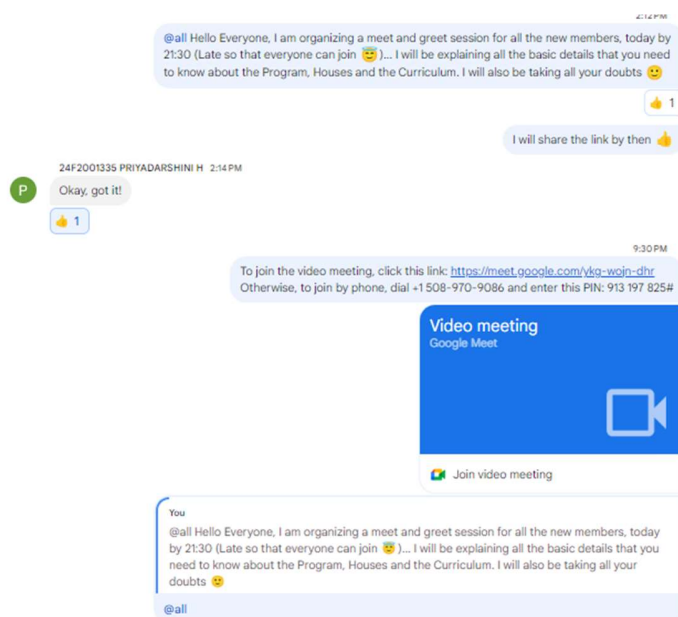 2:12 PM
@all Hello Everyone, I am organizing a meet and greet session for all the new members, today by
21:30 (Late so that everyone can join 😇)... I will be explaining all the basic details that you need
to know about the Program, Houses and the Curriculum. I will also be taking all your doubts 🙂
👍 1
I will share the link by then 👍
24F2001335 PRIYADARSHINI H 2:14 PM
P
Okay, got it!
👍 1
9:30 PM
To join the video meeting, click this link: https://meet.google.com/ykg-wojn-dhr
Otherwise, to join by phone, dial +1 508-970-9086 and enter this PIN: 913 197 825#
Video meeting
Google Meet
Join video meeting
You
@all Hello Everyone, I am organizing a meet and greet session for all the new members, today
by 21:30 (Late so that everyone can join 😇)... I will be explaining all the basic details that you
need to know about the Program, Houses and the Curriculum. I will also be taking all your
doubts 🙂
@all